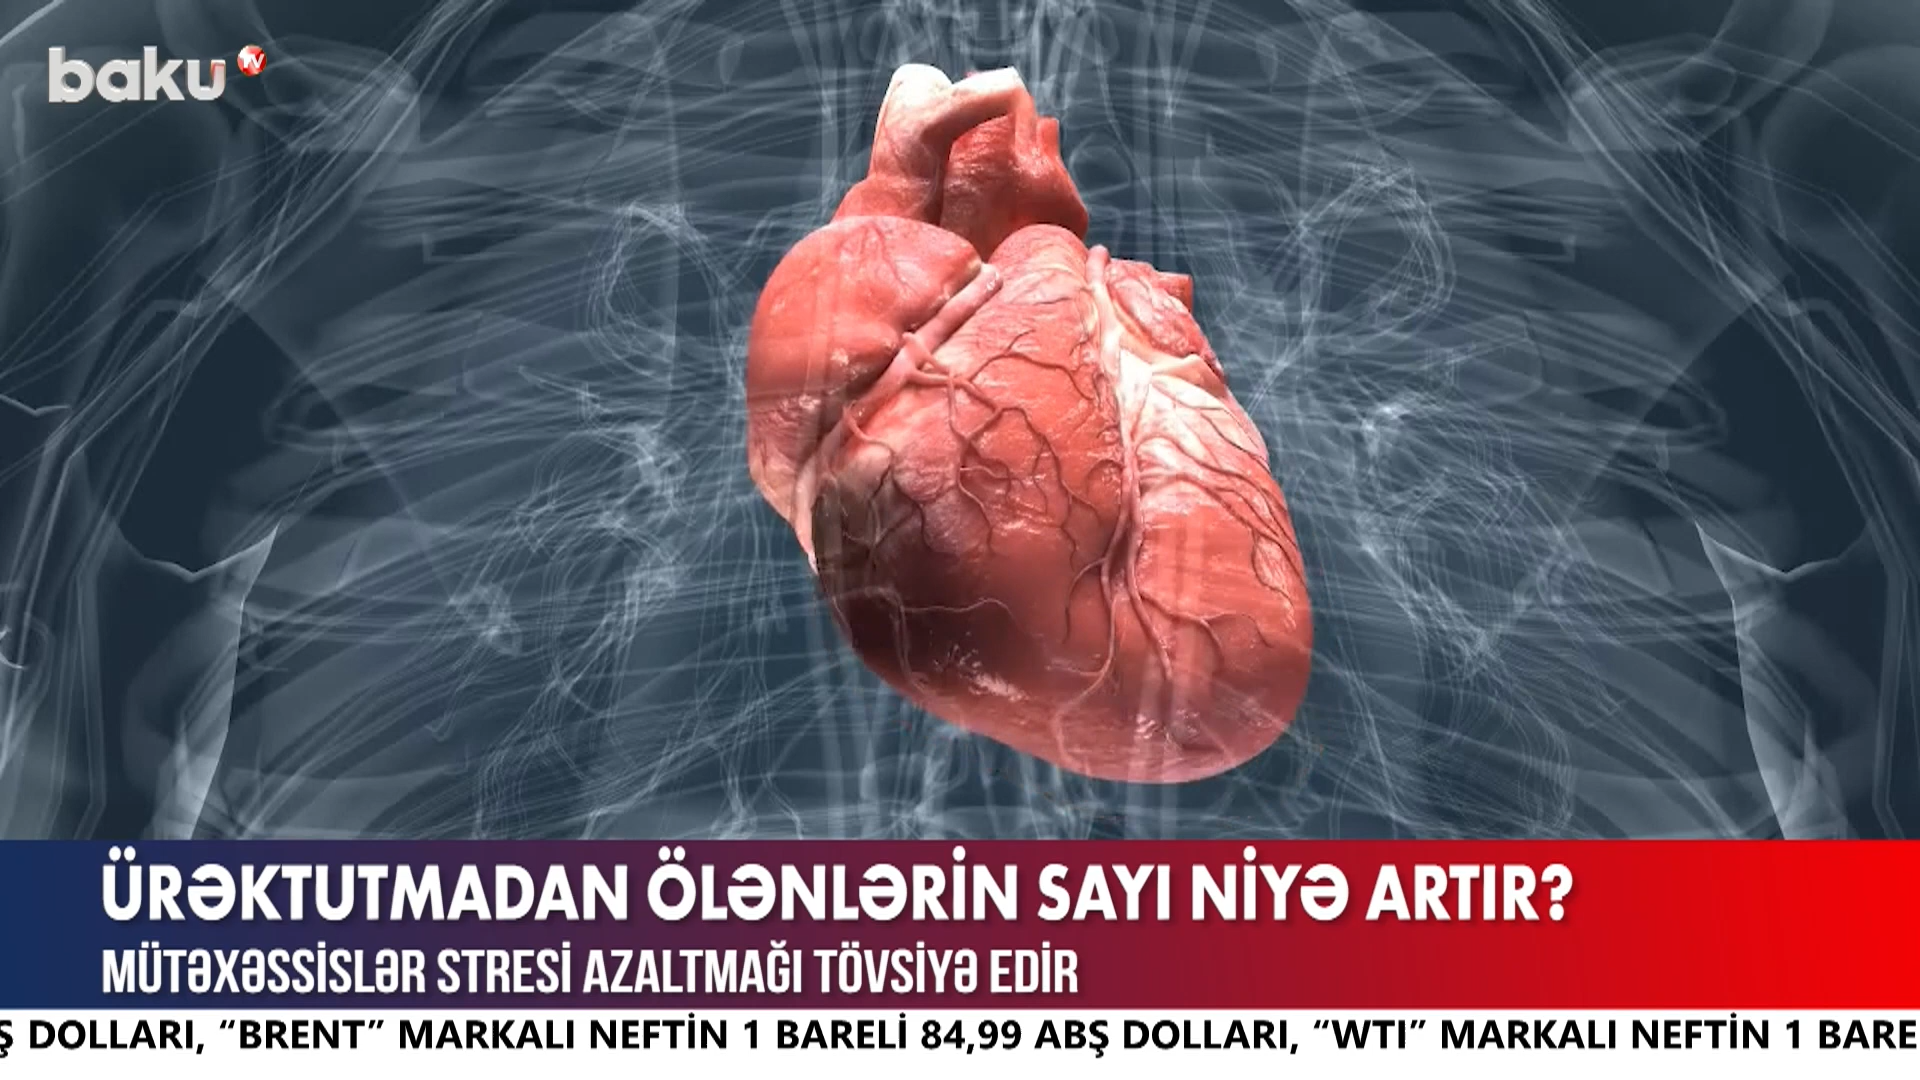 baku TV
ÜRƏKTUTMADAN ÖLƏNLƏRİN SAYI NİYƏ ARTIR?
MÜTƏXƏSSİSLƏR STRESİ AZALTMAĞI TÖVSİYƏ EDİR
Ş DOLLARI, “BRENT” MARKALI NEFTİN 1 BARELİ 84,99 ABŞ DOLLARI, “WTI” MARKALI NEFTİN 1 BARE